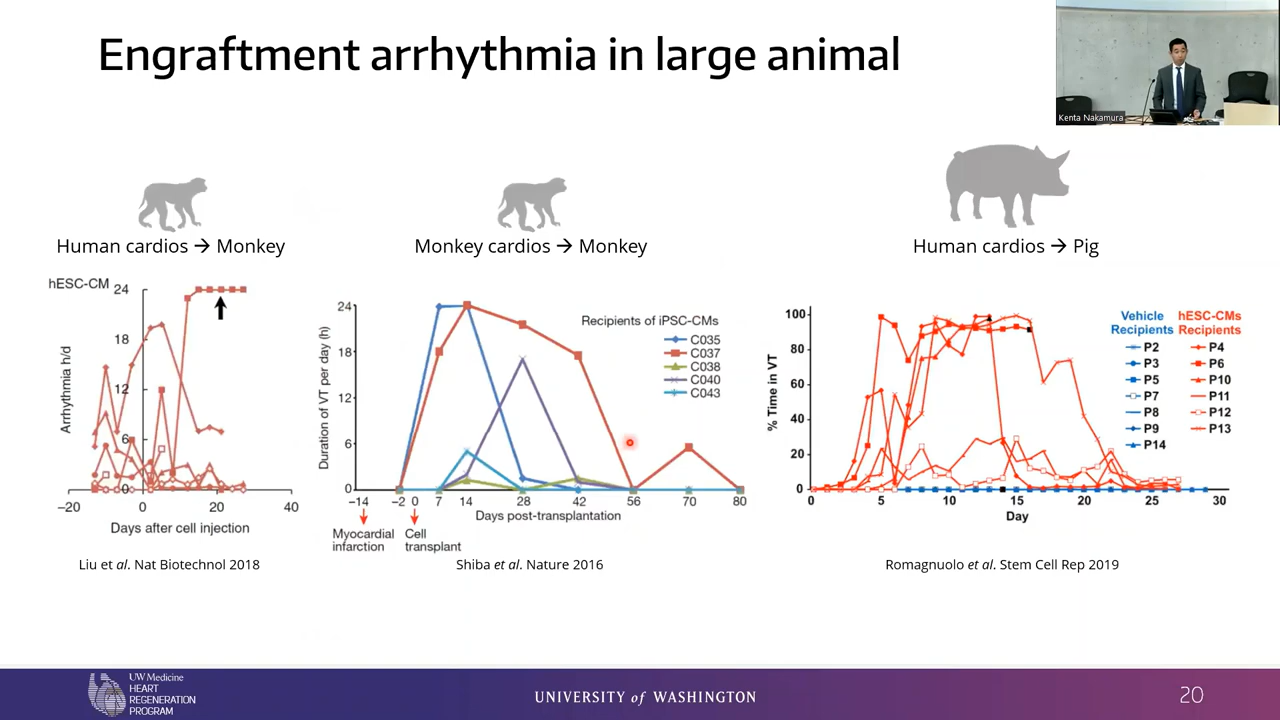 Engraftment arrhythmia in large animal
Kenta Nakamura
Human cardios → Monkey
Monkey cardios → Monkey
Human cardios → Pig
hESC-CM
24
18
12
6
0
Arrhythmia h/d
−20
0
20
40
Days after cell injection
Liu et al. Nat Biotechnol 2018
24
18
12
6
0
Duration of VT per day (h)
Recipients of iPSC-CMs
C035
C037
C038
C040
C043
−14
−2
0
7
14
28
42
56
70
80
Days post-transplantation
Myocardial
infarction
Cell
transplant
Shiba et al. Nature 2016
100
80
60
40
20
0
% Time in VT
Vehicle
Recipients
P2
P3
P5
P7
P8
P9
P14
hESC-CMs
Recipients
P4
P6
P10
P11
P12
P13
0
5
10
15
20
25
30
Day
Romagnuolo et al. Stem Cell Rep 2019
UW Medicine
HEART
REGENERATION
PROGRAM
UNIVERSITY of WASHINGTON
20